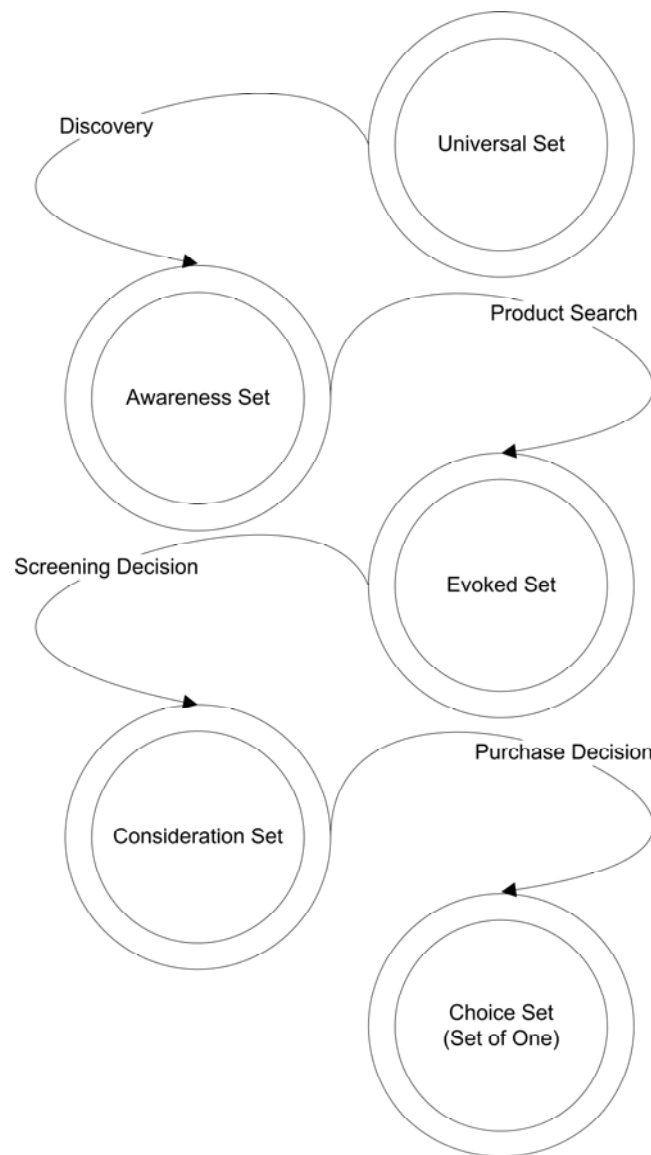 Universal Set
Discovery
Product Search
Awareness Set
Screening Decision
Evoked Set
Purchase Decision
Consideration Set
Choice Set
(Set of One)